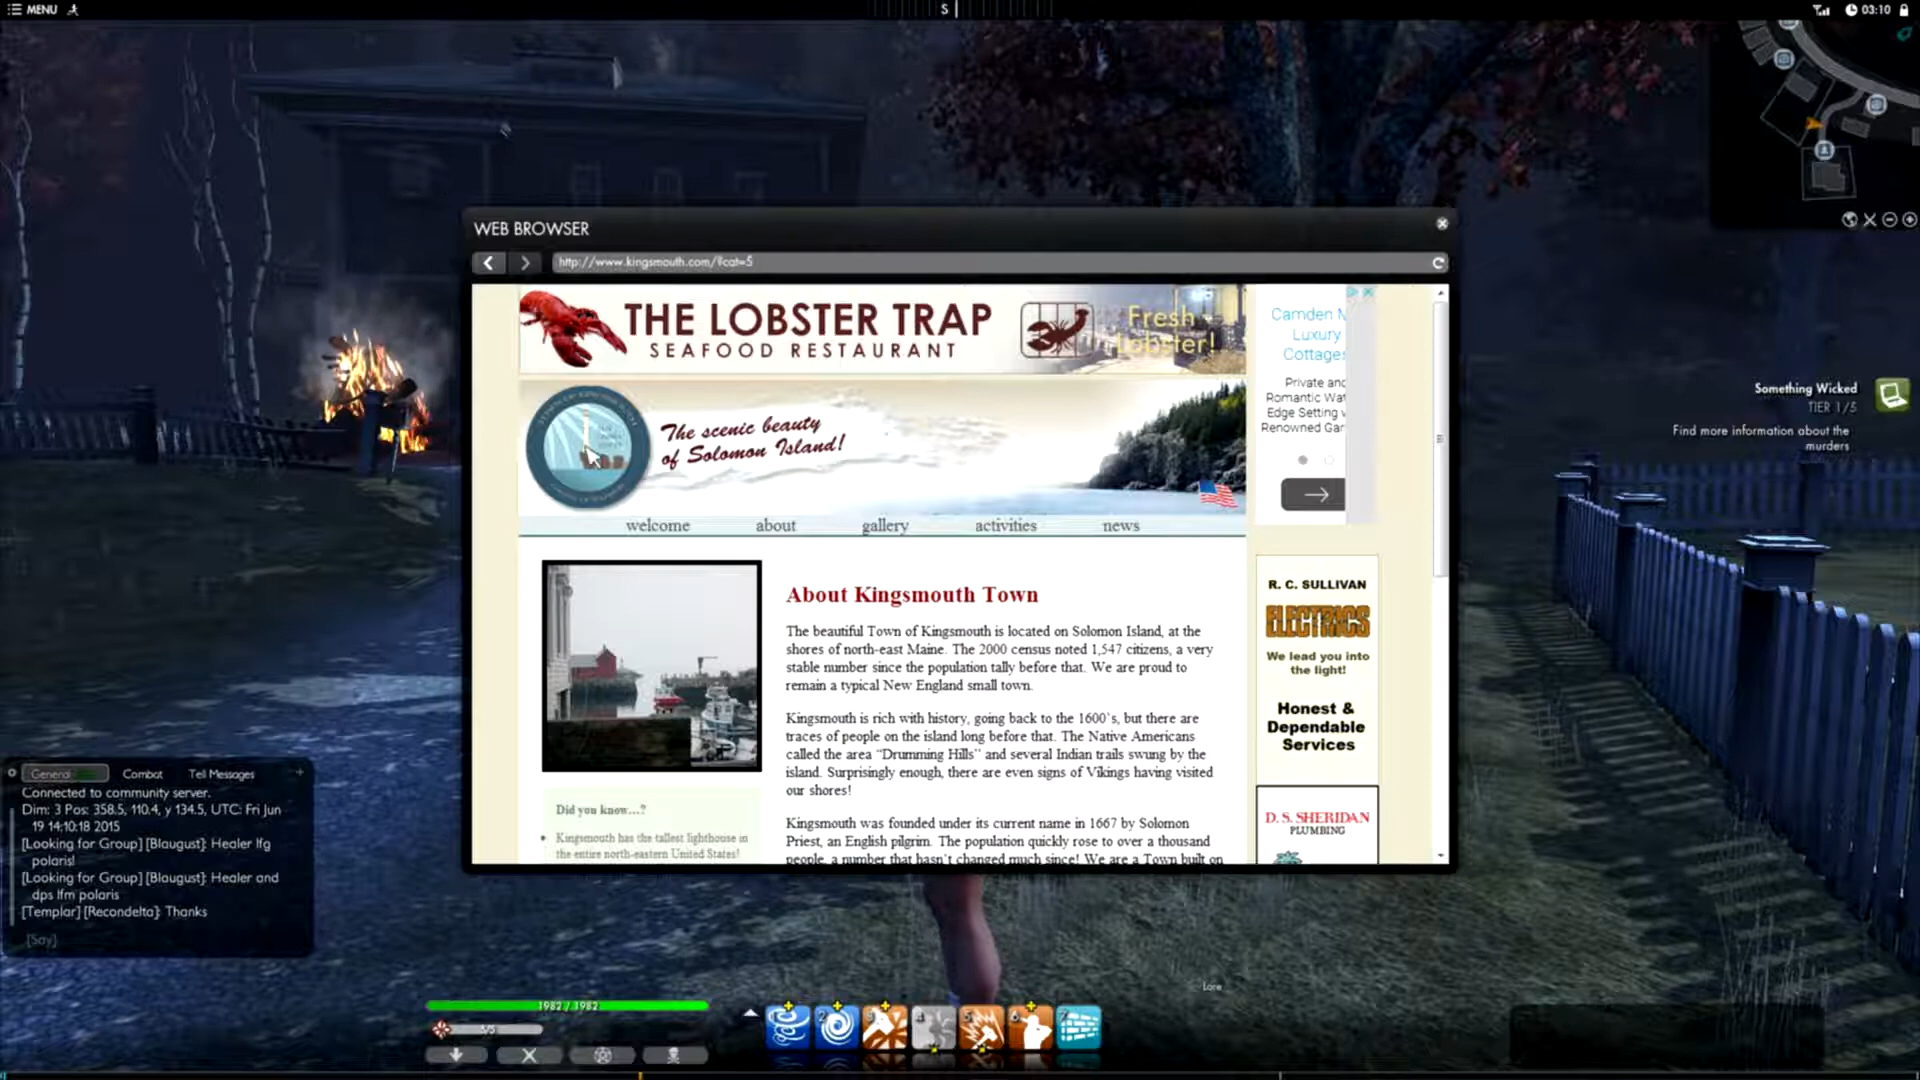 MENU
S
03:10
WEB BROWSER
http://www.kingsmouth.com/?cat=5
THE LOBSTER TRAP
SEAFOOD RESTAURANT
Fresh
Lobster!
Camden M
Luxury
Cottages
Private and
Romantic Wat
Edge Setting w
Renowned Gar
The scenic beauty
of Solomon Island!
welcome about gallery activities news
About Kingsmouth Town
The beautiful Town of Kingsmouth is located on Solomon Island, at the
shores of north-east Maine. The 2000 census noted 1,547 citizens, a very
stable number since the population tally before that. We are proud to
remain a typical New England small town.
Kingsmouth is rich with history, going back to the 1600's, but there are
traces of people on the island long before that. The Native Americans
called the area "Drumming Hills" and several Indian trails swung by the
island. Surprisingly enough, there are even signs of Vikings having visited
our shores!
Kingsmouth was founded under its current name in 1667 by Solomon
Priest, an English pilgrim. The population quickly rose to over a thousand
people, a number that hasn't changed much since! We are a Town built on
Did you know...?
Kingsmouth has the tallest lighthouse in
the entire north-eastern United States!
R. C. SULLIVAN
ELECTRICS
We lead you into
the light!
Honest &
Dependable
Services
D. S. SHERIDAN
PLUMBING
Something Wicked
TIER 1/5
Find more information about the
murders
General Combat Tell Messages
Connected to community server.
Dim: 3 Pos: 358.5, 110.4, y 134.5, UTC: Fri Jun
19 14:10:18 2015
[Looking for Group] [Blaugust]: Healer lfg
polaris!
[Looking for Group] [Blaugust]: Healer and
dps lfm polaris
[Templar] [Recondelta]: Thanks
[Say]
1982 / 1982
5/5
Lore
1 2 3 4 5 6 7